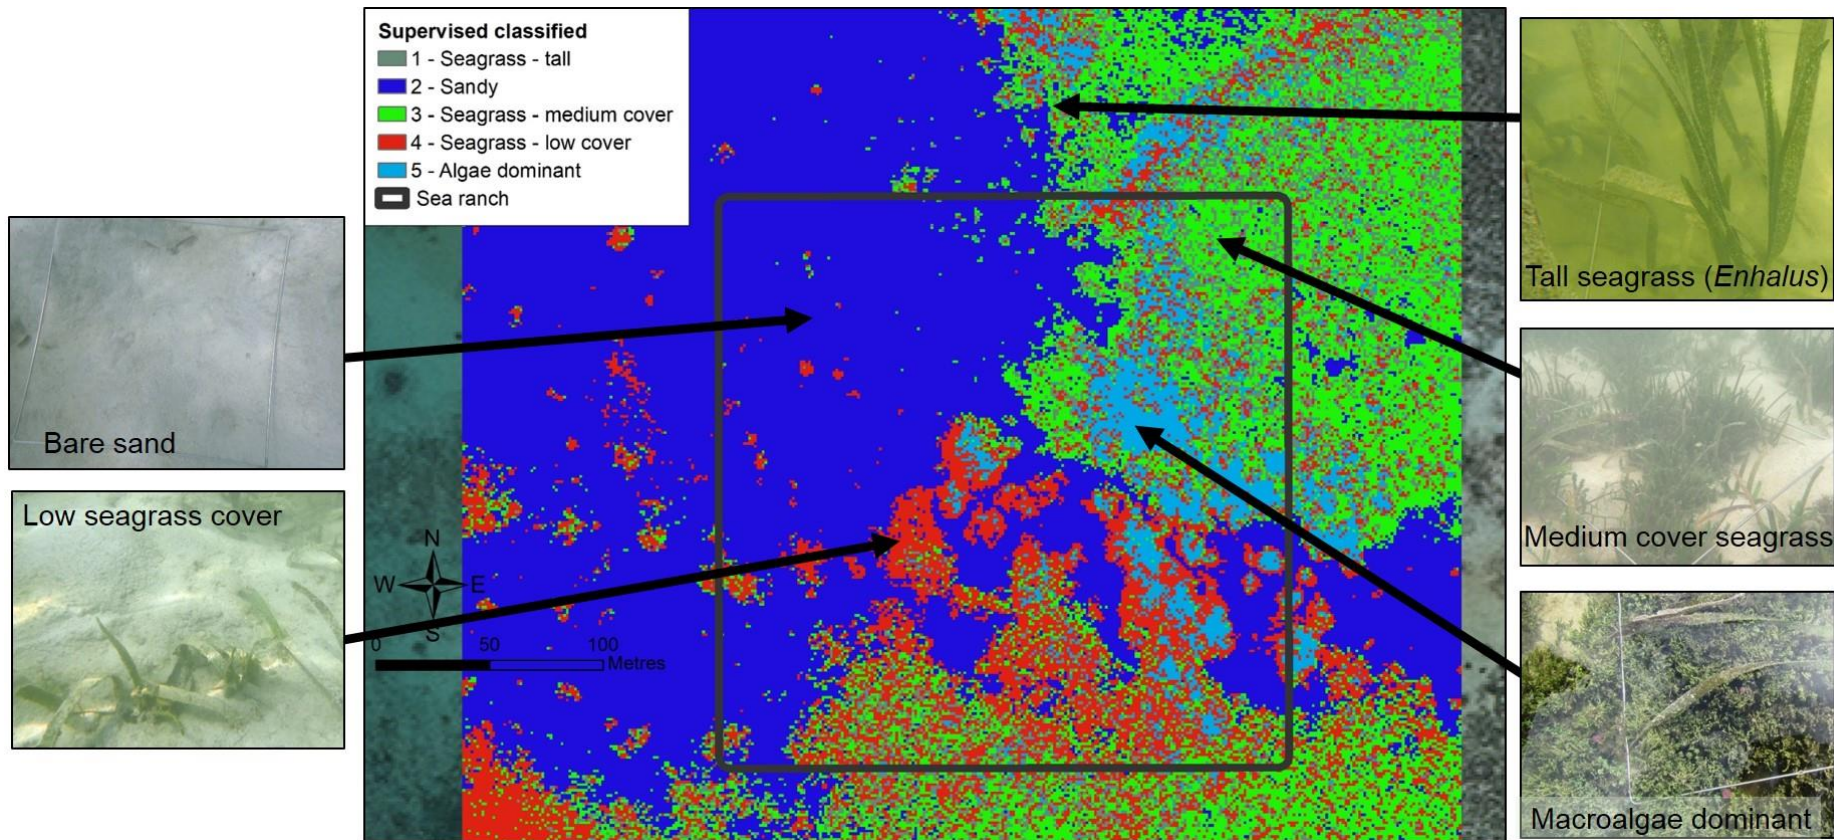 Supervised classified
1 - Seagrass - tall
2 - Sandy
3 - Seagrass - medium cover
4 - Seagrass - low cover
5 - Algae dominant
Sea ranch
Bare sand
Low seagrass cover
N
W E
S
0 50 100
Metres
Tall seagrass (Enhalus)
Medium cover seagrass
Macroalgae dominant